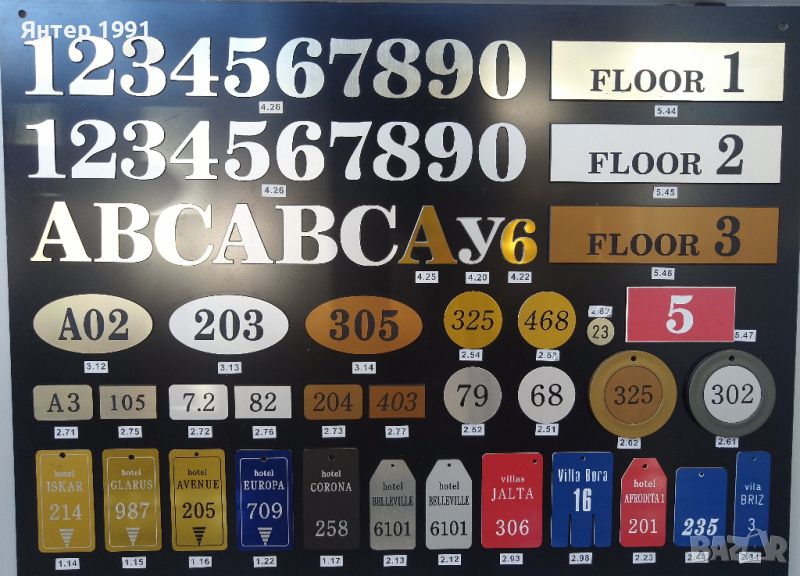 Янтер 1991
1234567890
4.26
FLOOR 1
5.44
1234567890
4.26
FLOOR 2
5.45
ABCABCAy6
4.25 4.20 4.22
FLOOR 3
5.46
A02
3.12
203
3.13
305
3.14
325
2.54
468
23
5
5.47
A3
2.71
105
2.75
7.2
2.72
82
2.76
204
2.73
403
2.77
79
2.52
68
2.51
325
2.62
302
2.61
hotel
ISKAR
214
1.14
hotel
GLARUS
987
1.15
hotel
AVENUE
205
1.16
hotel
EUROPA
709
1.22
hotel
CORONA
258
1.17
hotel
BELLEVILLE
6101
2.13
hotel
BELLEVILLE
6101
2.12
villas
JALTA
306
2.93
Villa Bora
16
2.98
hotel
AFRODITA 1
201
2.23
235
vila
BRIZ
3
БАЗАР